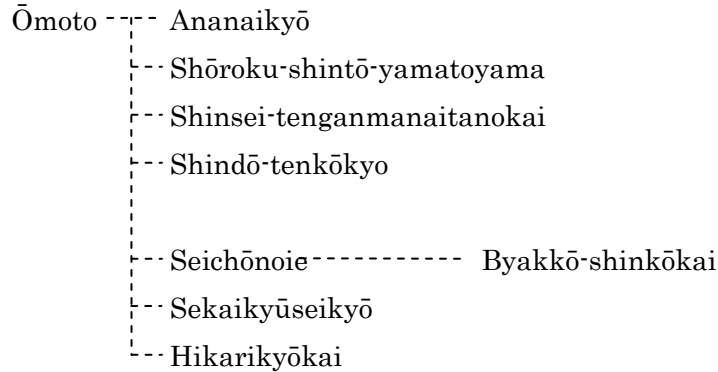 Ōmoto Ananaikyō
Shōroku-shintō-yamatoyama
Shinsei-tenganmanaitanokai
Shindō-tenkōkyo
Seichōnoie Byakkō-shinkōkai
Sekaikyūseikyō
Hikarikyōkai